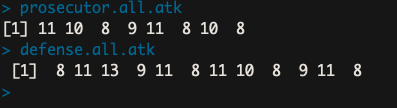 > prosecutor.all.atk
[1] 11 10  8  9 11  8 10  8
> defense.all.atk
 [1]  8 11 13  9 11  8 11 10  8  9 11  8
>